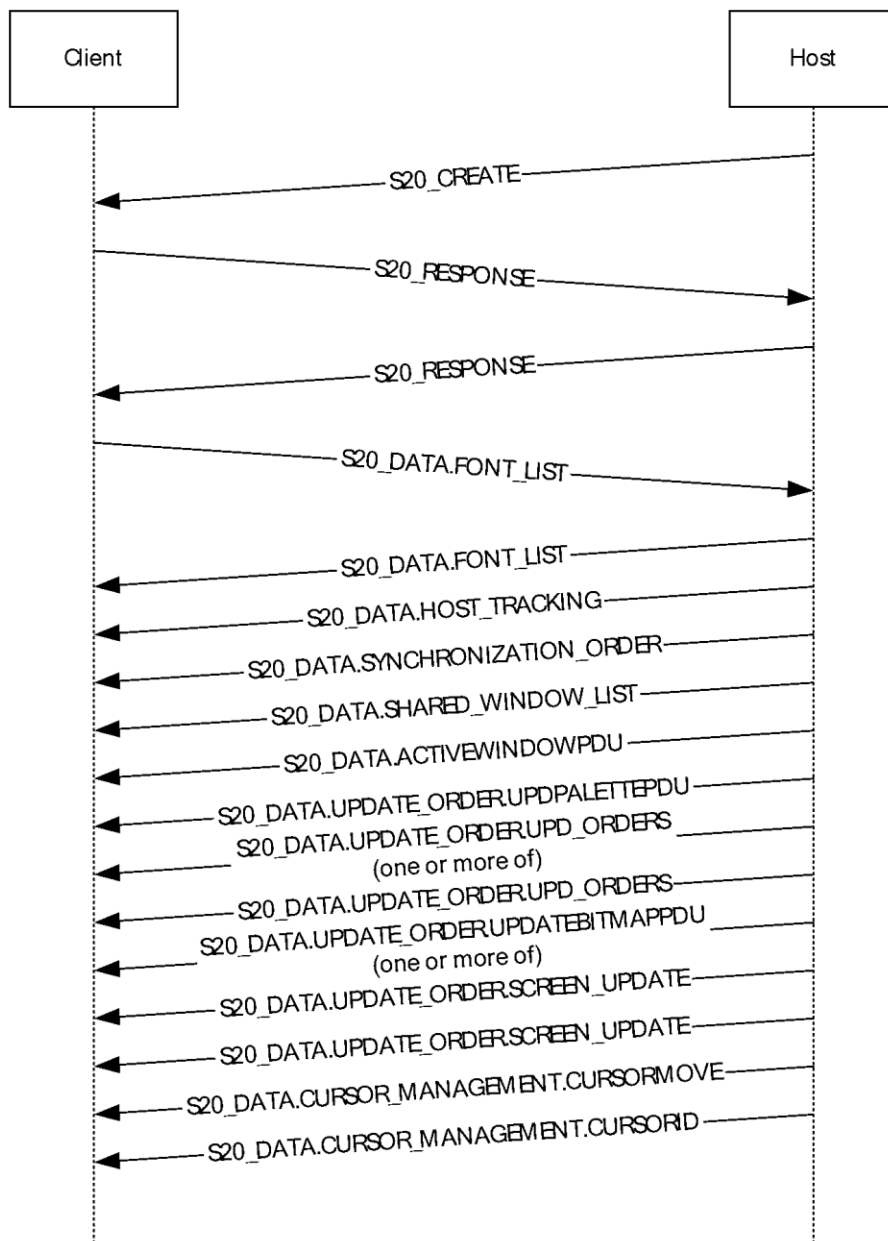 Client
Host
S20_CREATE
S20_RESPONSE
S20_RESPONSE
S20_DATA.FONT_LIST
S20_DATA.FONT_LIST
S20_DATA.HOST_TRACKING
S20_DATA.SYNCHRONIZATION_ORDER
S20_DATA.SHARED_WINDOW_LIST
S20_DATA.ACTIVEWINDOWPDU
S20_DATA.UPDATE_ORDER.UPDPALETTEPDU
S20_DATA.UPDATE_ORDER.UPD_ORDERS
(one or more of)
S20_DATA.UPDATE_ORDER.UPD_ORDERS
S20_DATA.UPDATE_ORDER.UPDATEBITMAPPDU
(one or more of)
S20_DATA.UPDATE_ORDER.SCREEN_UPDATE
S20_DATA.UPDATE_ORDER.SCREEN_UPDATE
S20_DATA.CURSOR_MANAGEMENT.CURSORMOVE
S20_DATA.CURSOR_MANAGEMENT.CURSORID